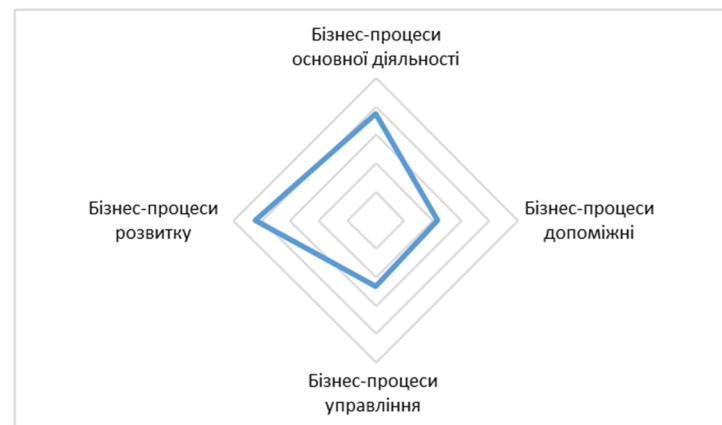 Бізнес-процеси
основної діяльності
Бізнес-процеси
розвитку
Бізнес-процеси
допоміжні
Бізнес-процеси
управління